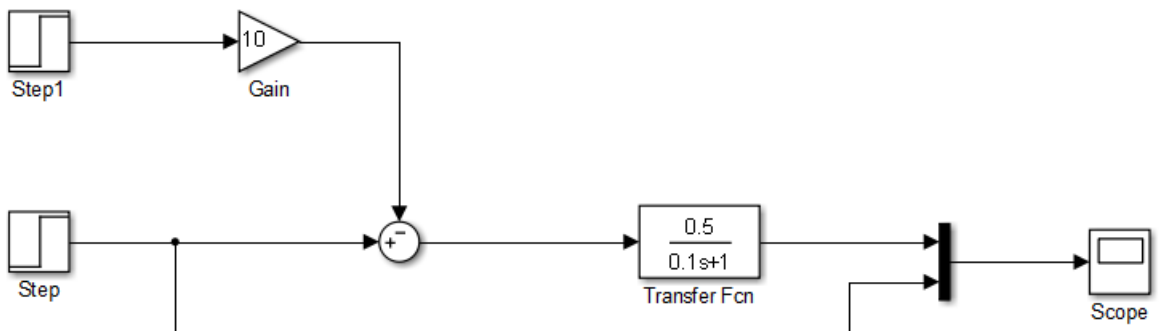 10
Step1
Gain
+
−
0.5
0.1s+1
Step
Transfer Fcn
Scope